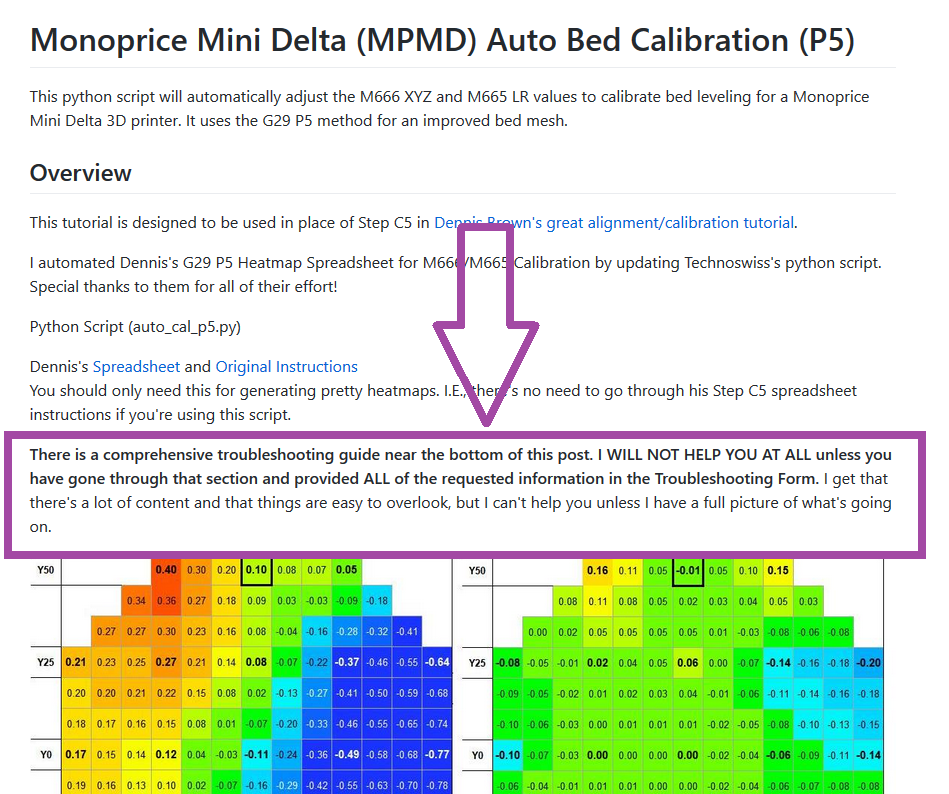 Monoprice Mini Delta (MPMD) Auto Bed Calibration (P5)
This python script will automatically adjust the M666 XYZ and M665 LR values to calibrate bed leveling for a Monoprice
Mini Delta 3D printer. It uses the G29 P5 method for an improved bed mesh.
Overview
This tutorial is designed to be used in place of Step C5 in Dennis Brown's great alignment/calibration tutorial.
I automated Dennis's G29 P5 Heatmap Spreadsheet for M666/M665 Calibration by updating Technoswiss's python script.
Special thanks to them for all of their effort!
Python Script (auto_cal_p5.py)
Dennis's Spreadsheet and Original Instructions
You should only need this for generating pretty heatmaps. I.E., there's no need to go through his Step C5 spreadsheet
instructions if you're using this script.
There is a comprehensive troubleshooting guide near the bottom of this post. I WILL NOT HELP YOU AT ALL unless you
have gone through that section and provided ALL of the requested information in the Troubleshooting Form. I get that
there's a lot of content and that things are easy to overlook, but I can't help you unless I have a full picture of what's going
on.
Y50 0.40 0.30 0.20 0.10 0.08 0.07 0.05 Y50 0.16 0.11 0.05 -0.01 0.05 0.10 0.15
0.34 0.36 0.27 0.18 0.09 0.03 -0.03 -0.09 -0.18 0.08 0.11 0.08 0.05 0.02 0.03 0.04 0.05 0.03
0.27 0.27 0.30 0.23 0.16 0.08 -0.04 -0.16 -0.28 -0.32 -0.41 0.00 0.02 0.05 0.05 0.05 0.05 0.01 -0.03 -0.08 -0.06 -0.08
Y25 0.21 0.23 0.25 0.27 0.21 0.14 0.08 -0.07 -0.22 -0.37 -0.46 -0.55 -0.64 Y25 -0.08 -0.05 -0.01 0.02 0.04 0.05 0.06 0.00 -0.07 -0.14 -0.16 -0.18 -0.20
0.20 0.20 0.21 0.22 0.15 0.08 0.02 -0.13 -0.27 -0.41 -0.50 -0.59 -0.68 -0.09 -0.05 -0.02 0.01 0.02 0.03 0.04 -0.01 -0.06 -0.11 -0.14 -0.16 -0.18
0.18 0.17 0.16 0.15 0.08 0.01 -0.07 -0.20 -0.33 -0.46 -0.55 -0.65 -0.74 -0.10 -0.06 -0.03 0.00 0.01 0.01 0.01 -0.02 -0.05 -0.08 -0.10 -0.13 -0.15
Y0 0.17 0.15 0.14 0.12 0.04 -0.03 -0.11 -0.24 -0.36 -0.49 -0.58 -0.68 -0.77 Y0 -0.10 -0.07 -0.03 0.00 0.00 0.00 0.00 -0.02 -0.04 -0.06 -0.09 -0.11 -0.14
0.19 0.16 0.13 0.10 0.02 -0.07 -0.16 -0.29 -0.42 -0.55 -0.63 -0.70 -0.78 -0.06 -0.04 -0.01 0.01 0.01 0.00 0.00 -0.02 -0.04 -0.06 -0.07 -0.08 -0.08